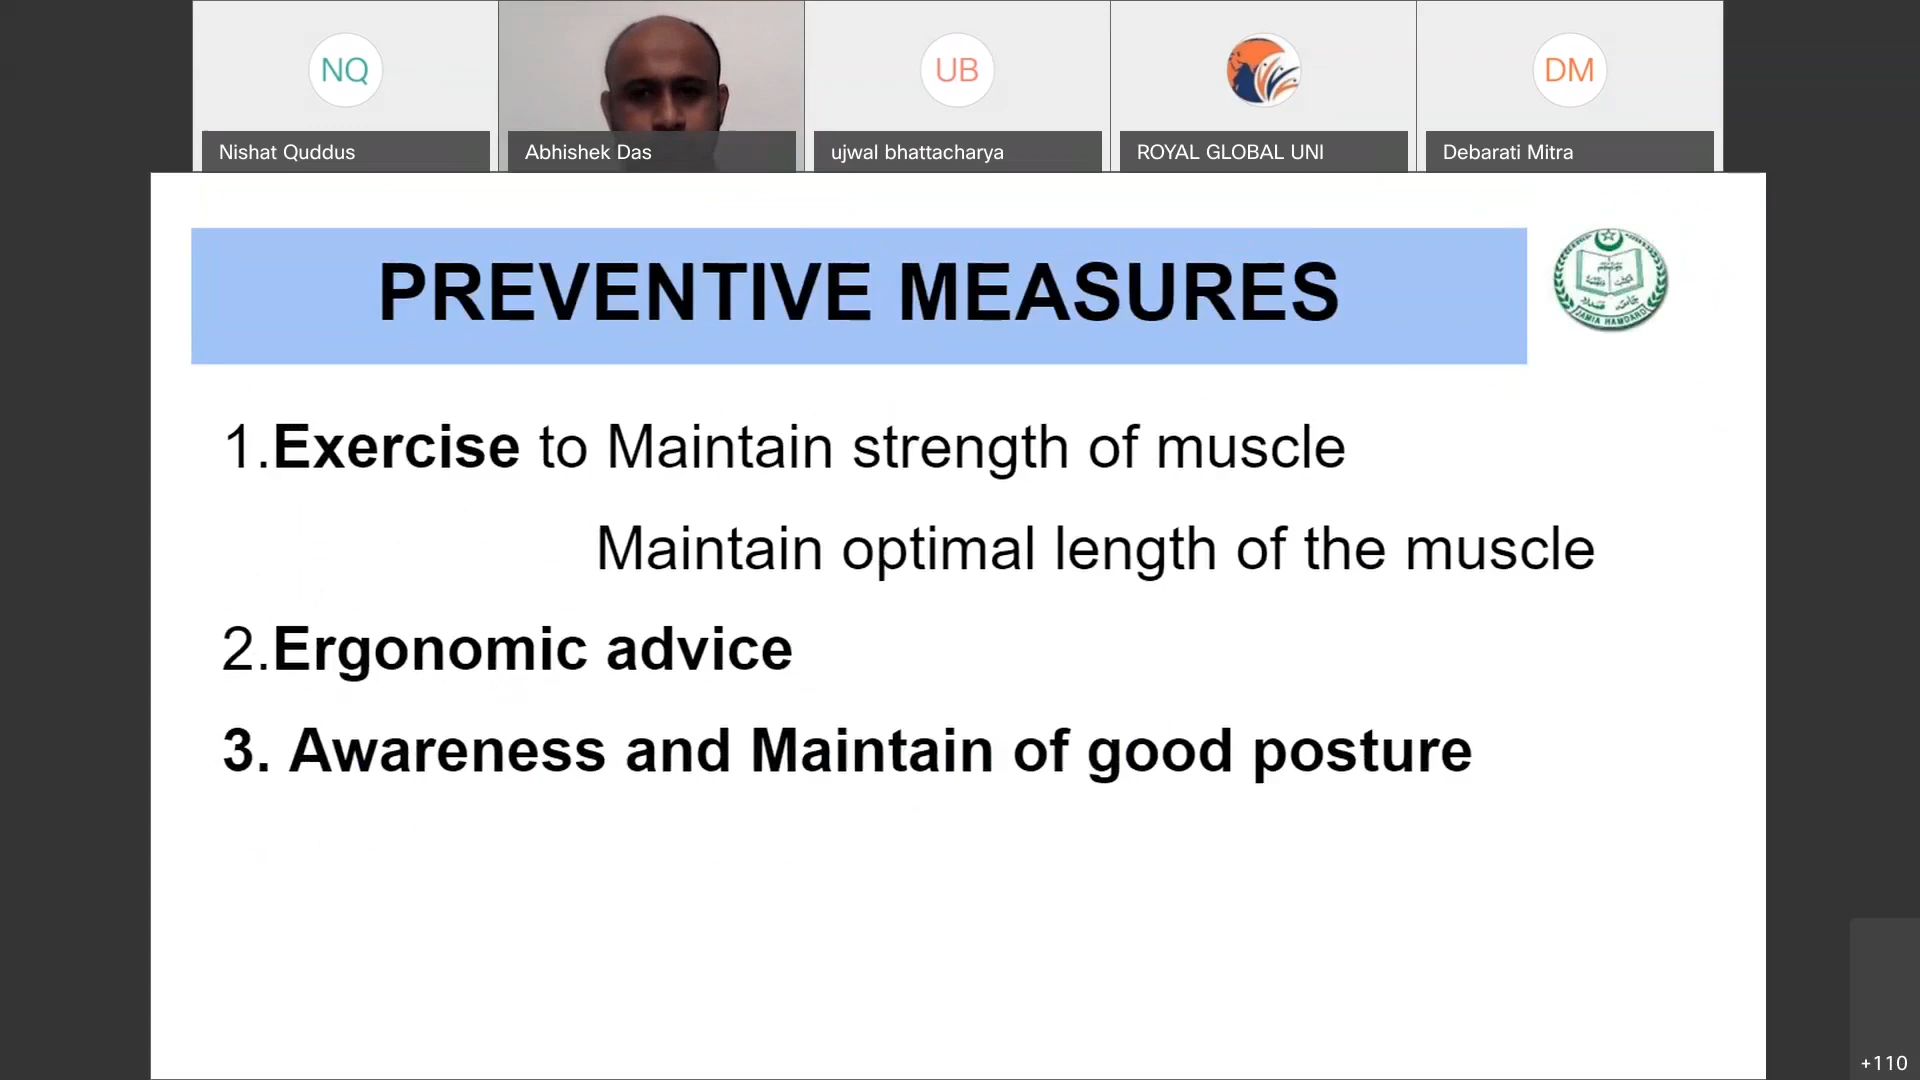 NQ
UB
DM
Nishat Quddus
Abhishek Das
ujwal bhattacharya
ROYAL GLOBAL UNI
Debarati Mitra
PREVENTIVE MEASURES
JAMIA HAMDARD
1.Exercise to Maintain strength of muscle
Maintain optimal length of the muscle
2.Ergonomic advice
3. Awareness and Maintain of good posture
+110